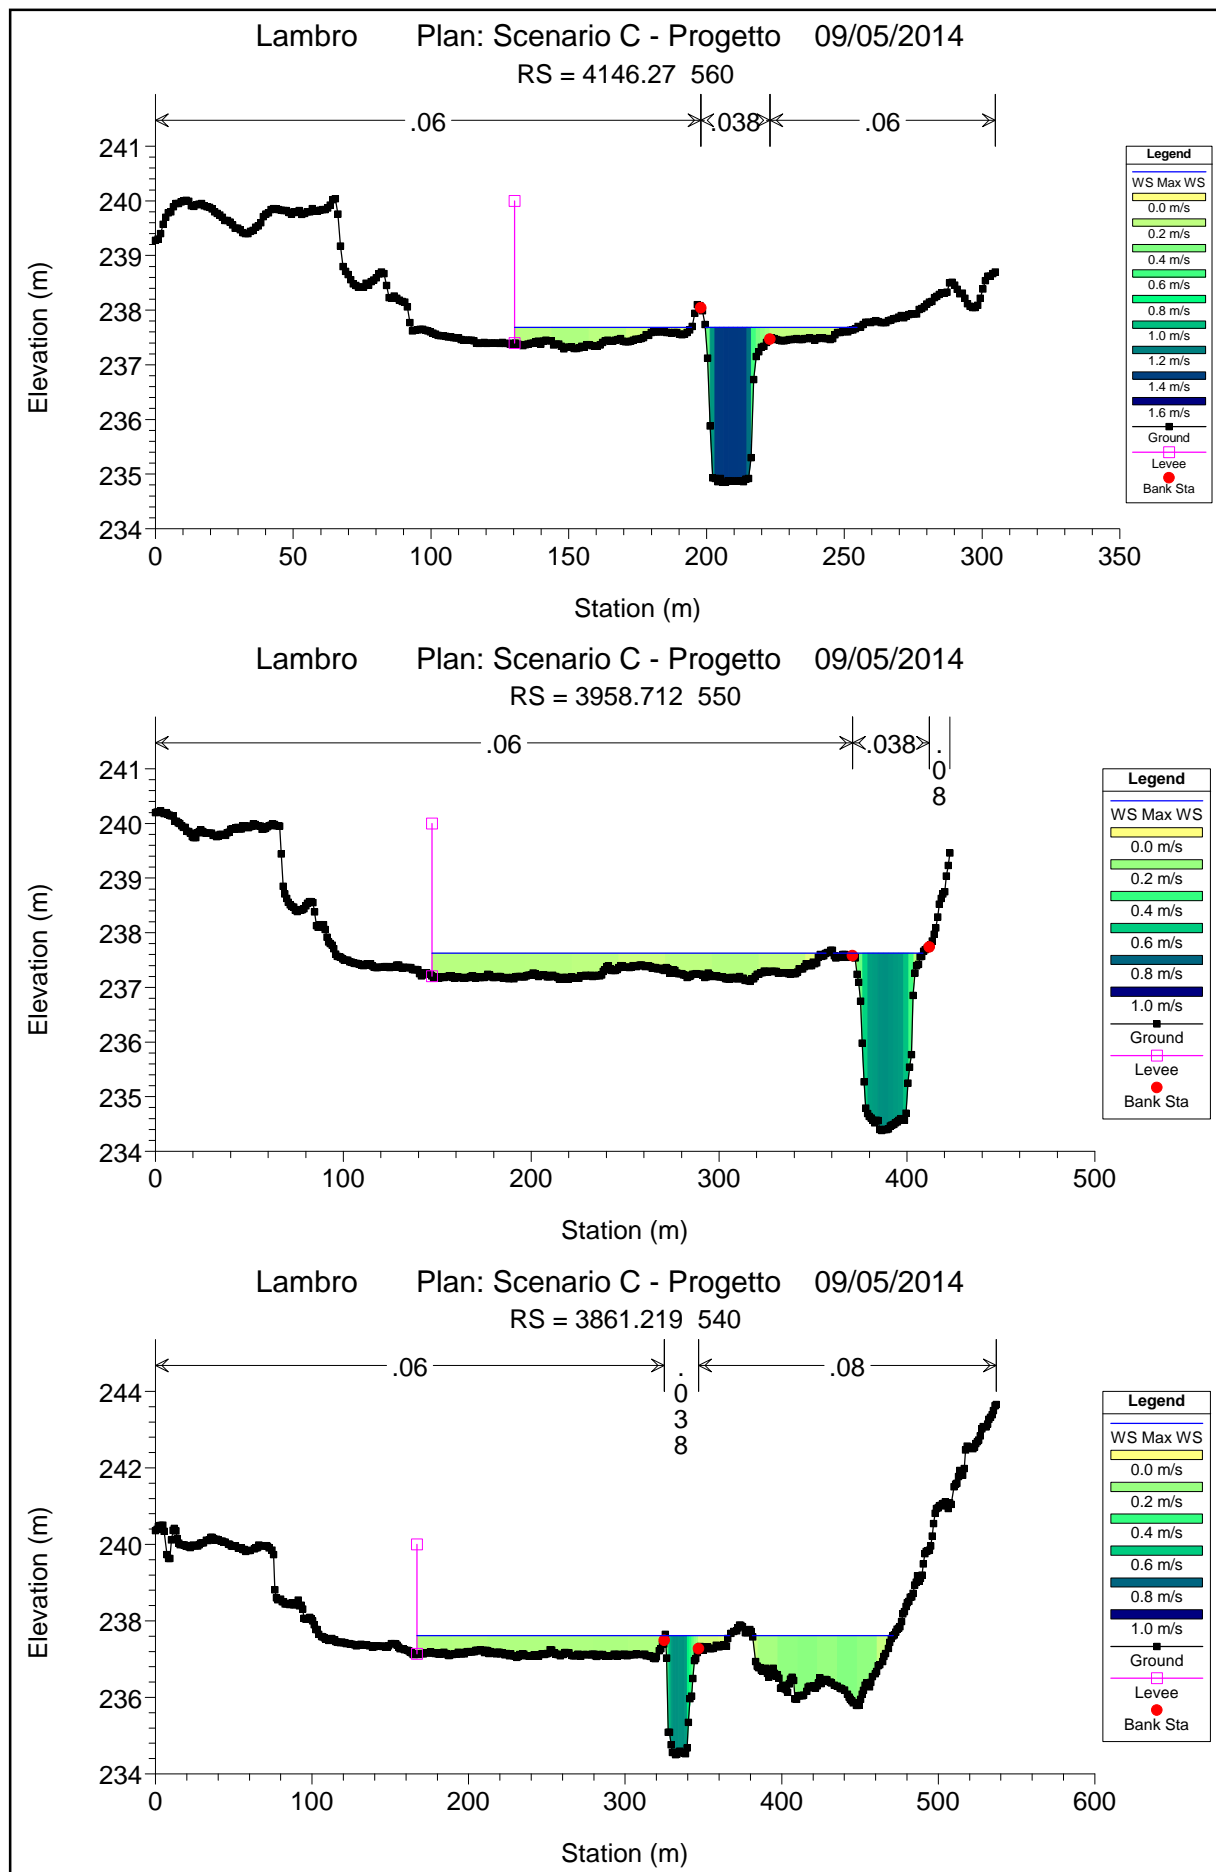 Lambro Plan: Scenario C - Progetto 09/05/2014
RS = 4146.27 560
.06 .038 .06
241
240
239
238
237
236
235
234
0 50 100 150 200 250 300 350
Elevation (m)
Station (m)
Legend
WS Max WS
0.0 m/s
0.2 m/s
0.4 m/s
0.6 m/s
0.8 m/s
1.0 m/s
1.2 m/s
1.4 m/s
1.6 m/s
Ground
Levee
Bank Sta
Lambro Plan: Scenario C - Progetto 09/05/2014
RS = 3958.712 550
.06 .038 .08
241
240
239
238
237
236
235
234
0 100 200 300 400 500
Elevation (m)
Station (m)
Legend
WS Max WS
0.0 m/s
0.2 m/s
0.4 m/s
0.6 m/s
0.8 m/s
1.0 m/s
Ground
Levee
Bank Sta
Lambro Plan: Scenario C - Progetto 09/05/2014
RS = 3861.219 540
.06 .038 .08
244
242
240
238
236
234
0 100 200 300 400 500 600
Elevation (m)
Station (m)
Legend
WS Max WS
0.0 m/s
0.2 m/s
0.4 m/s
0.6 m/s
0.8 m/s
1.0 m/s
Ground
Levee
Bank Sta